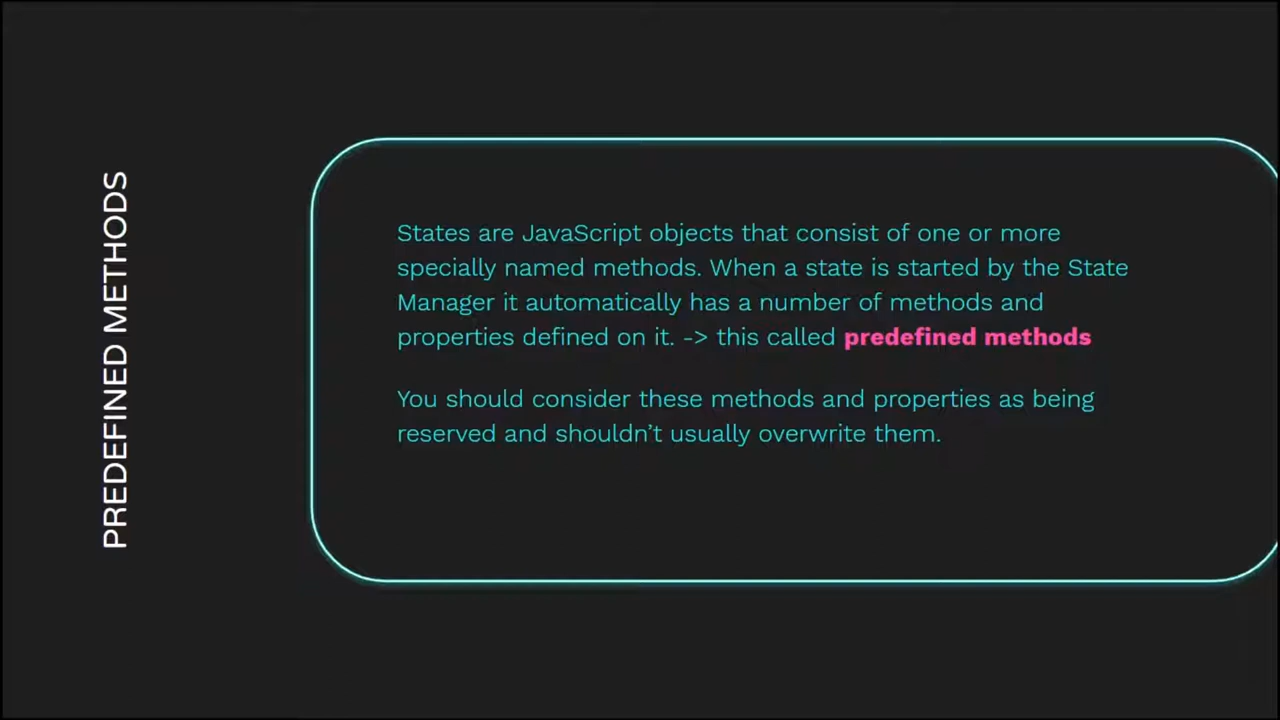 PREDEFINED METHODS
States are JavaScript objects that consist of one or more
specially named methods. When a state is started by the State
Manager it automatically has a number of methods and
properties defined on it. -> this called predefined methods
You should consider these methods and properties as being
reserved and shouldn’t usually overwrite them.